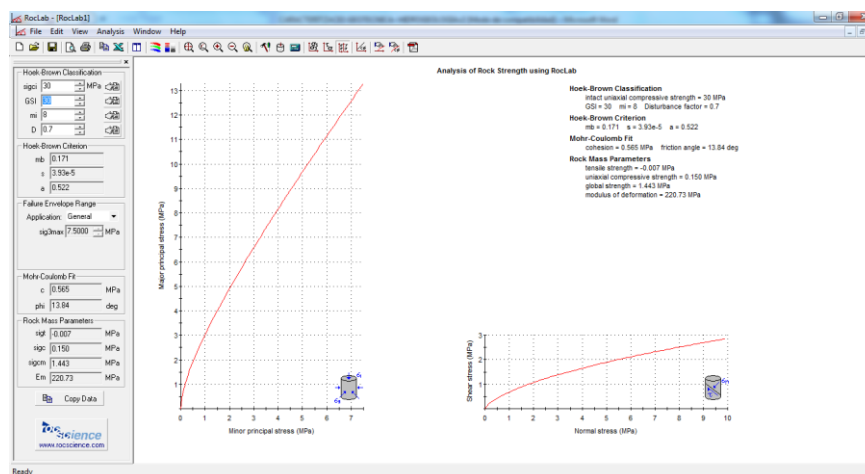 RocLab - [RocLab1]
File Edit View Analysis Window Help
Hoek-Brown Classification
sigci 30 MPa
GSI 30
mi 8
D 0.7
Hoek-Brown Criterion
mb 0.171
s 3.93e-5
a 0.522
Failure Envelope Range
Application: General
sig3max 7.5000 MPa
Mohr-Coulomb Fit
c 0.565 MPa
phi 13.84 deg
Rock Mass Parameters
sigt -0.007 MPa
sigc 0.150 MPa
sigcm 1.443 MPa
Em 220.73 MPa
Copy Data
rocscience
www.rocscience.com
Ready
Analysis of Rock Strength using RocLab
Hoek-Brown Classification
intact uniaxial compressive strength = 30 MPa
GSI = 30 mi = 8 Disturbance factor = 0.7
Hoek-Brown Criterion
mb = 0.171 s = 3.93e-5 a = 0.522
Mohr-Coulomb Fit
cohesion = 0.565 MPa friction angle = 13.84 deg
Rock Mass Parameters
tensile strength = -0.007 MPa
uniaxial compressive strength = 0.150 MPa
global strength = 1.443 MPa
modulus of deformation = 220.73 MPa
Major principal stress (MPa)
13
12
11
10
9
8
7
6
5
4
3
2
1
0
0 1 2 3 4 5 6 7
Minor principal stress (MPa)
Shear stress (MPa)
3
2
1
0 1 2 3 4 5 6 7 8 9 10
Normal stress (MPa)